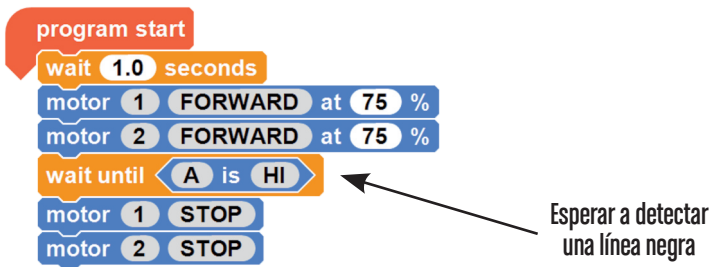 program start
wait 1.0 seconds
motor 1 FORWARD at 75 %
motor 2 FORWARD at 75 %
wait until A is HI
motor 1 STOP
motor 2 STOP
Esperar a detectar
una línea negra